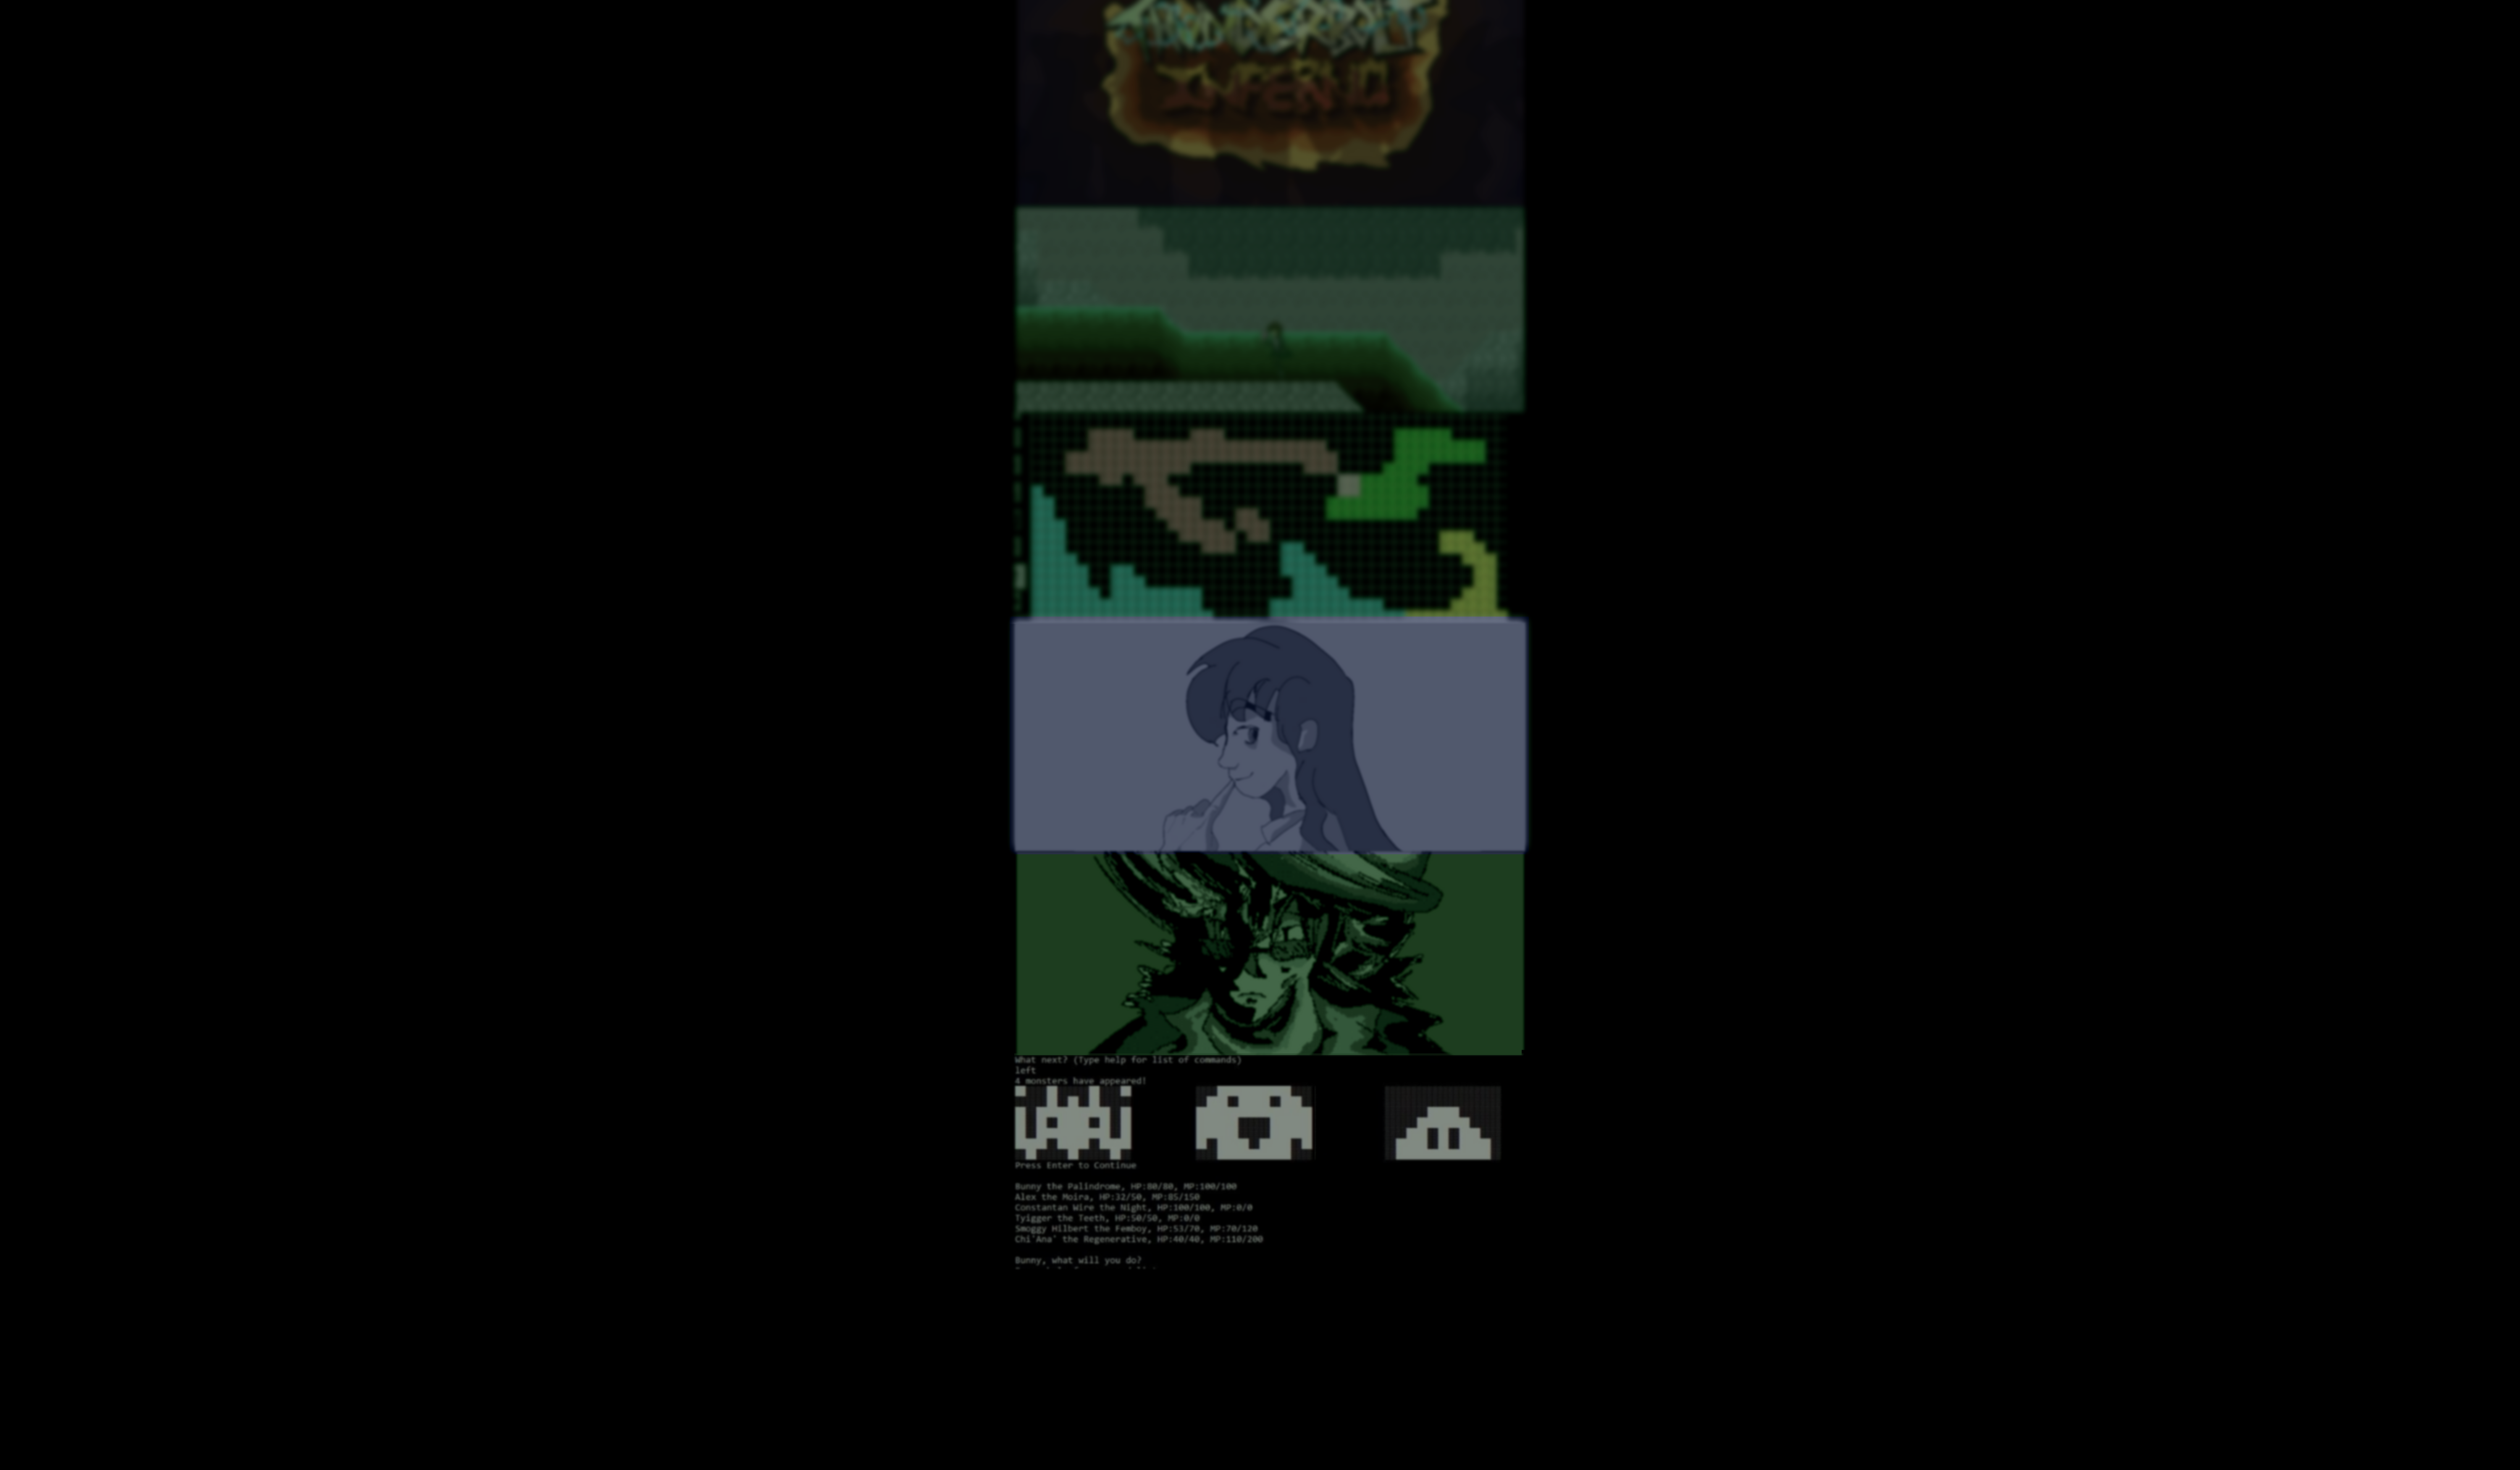 INFERNO
What next? (Type help for list of commands)
left
4 monsters have appeared!
Press Enter to Continue
Bunny the Palindrome, HP:80/80, MP:100/100
Alex the Moira, HP:32/50, MP:85/150
Constantan Wire the Night, HP:100/100, MP:0/0
Tyigger the Teeth, HP:50/50, MP:0/0
Smoggy Hilbert the Femboy, HP:53/70, MP:70/120
Chi'Ana' the Regenerative, HP:40/40, MP:110/200
Bunny, what will you do?